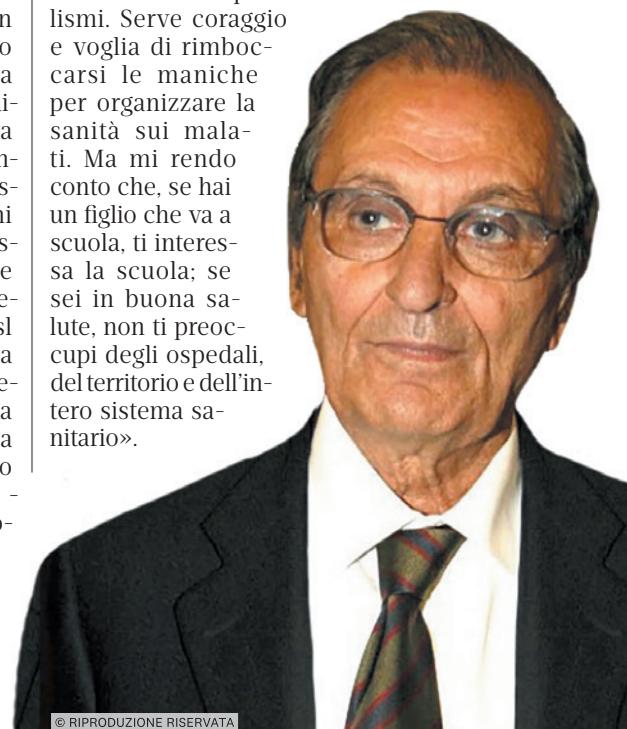 lismi. Serve coraggio
e voglia di rimboc-
carsi le maniche
per organizzare la
sanità sui mala-
ti. Ma mi rendo
conto che, se hai
un figlio che va a
scuola, ti interes-
sa la scuola; se
sei in buona sa-
lute, non ti preoc-
cupi degli ospedali,
del territorio e dell’in-
tero sistema sa-
nitario».
© RIPRODUZIONE RISERVATA